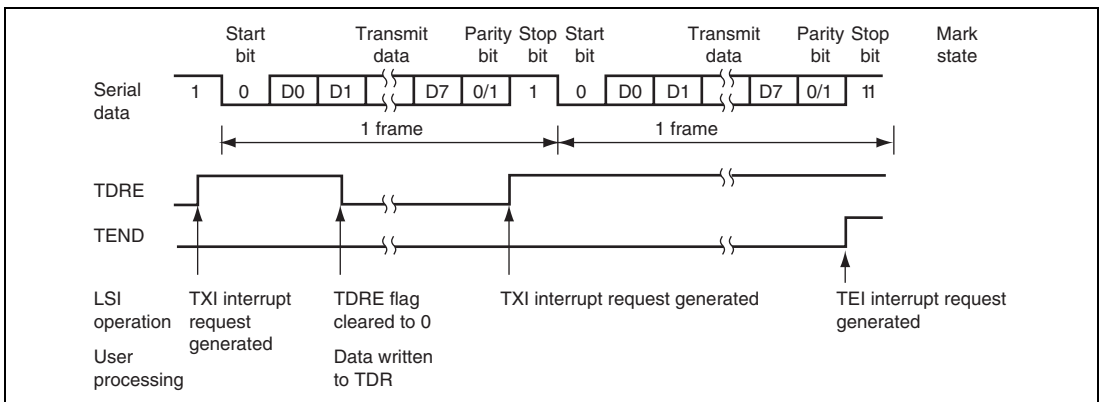 Start bit
Transmit data
Parity bit
Stop bit
Start bit
Transmit data
Parity bit
Stop bit
Mark state
Serial data
1 0 D0 D1 D7 0/1 1 0 D0 D1 D7 0/1 11
1 frame
1 frame
TDRE
TEND
LSI operation
TXI interrupt request generated
TDRE flag cleared to 0
TXI interrupt request generated
TEI interrupt request generated
User processing
Data written to TDR